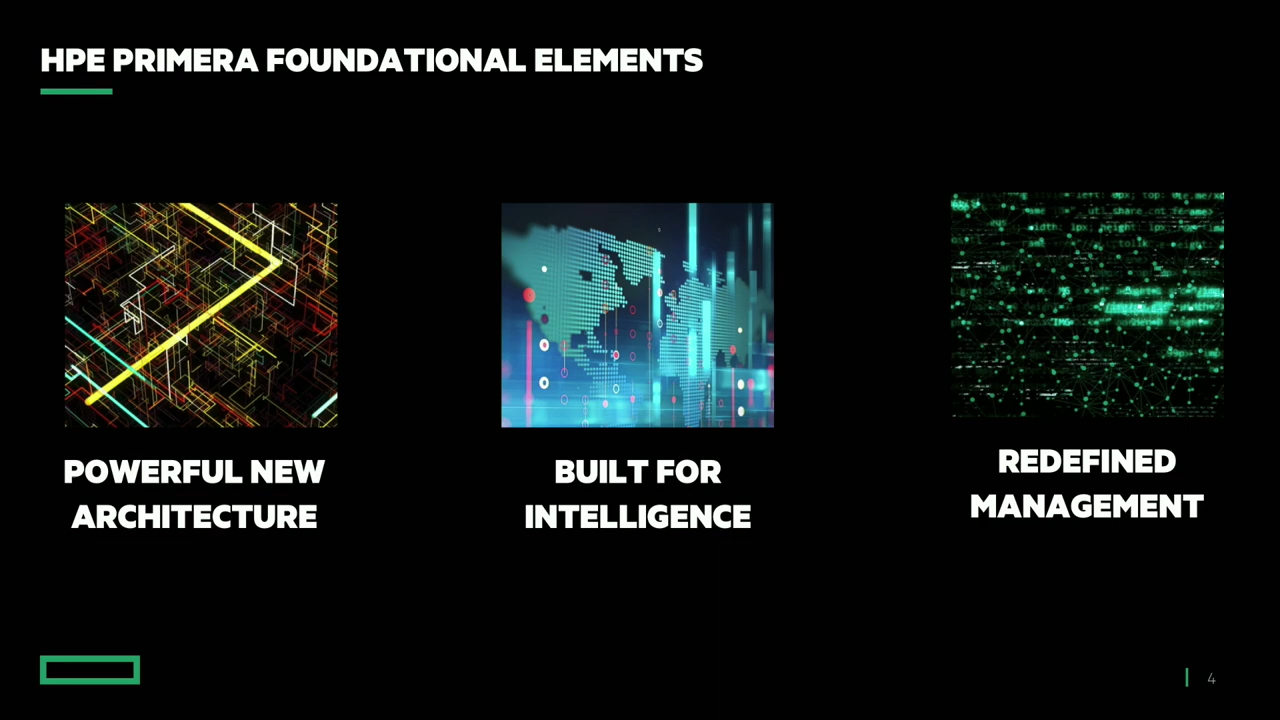 HPE PRIMERA FOUNDATIONAL ELEMENTS
POWERFUL NEW
ARCHITECTURE
BUILT FOR
INTELLIGENCE
REDEFINED
MANAGEMENT
4